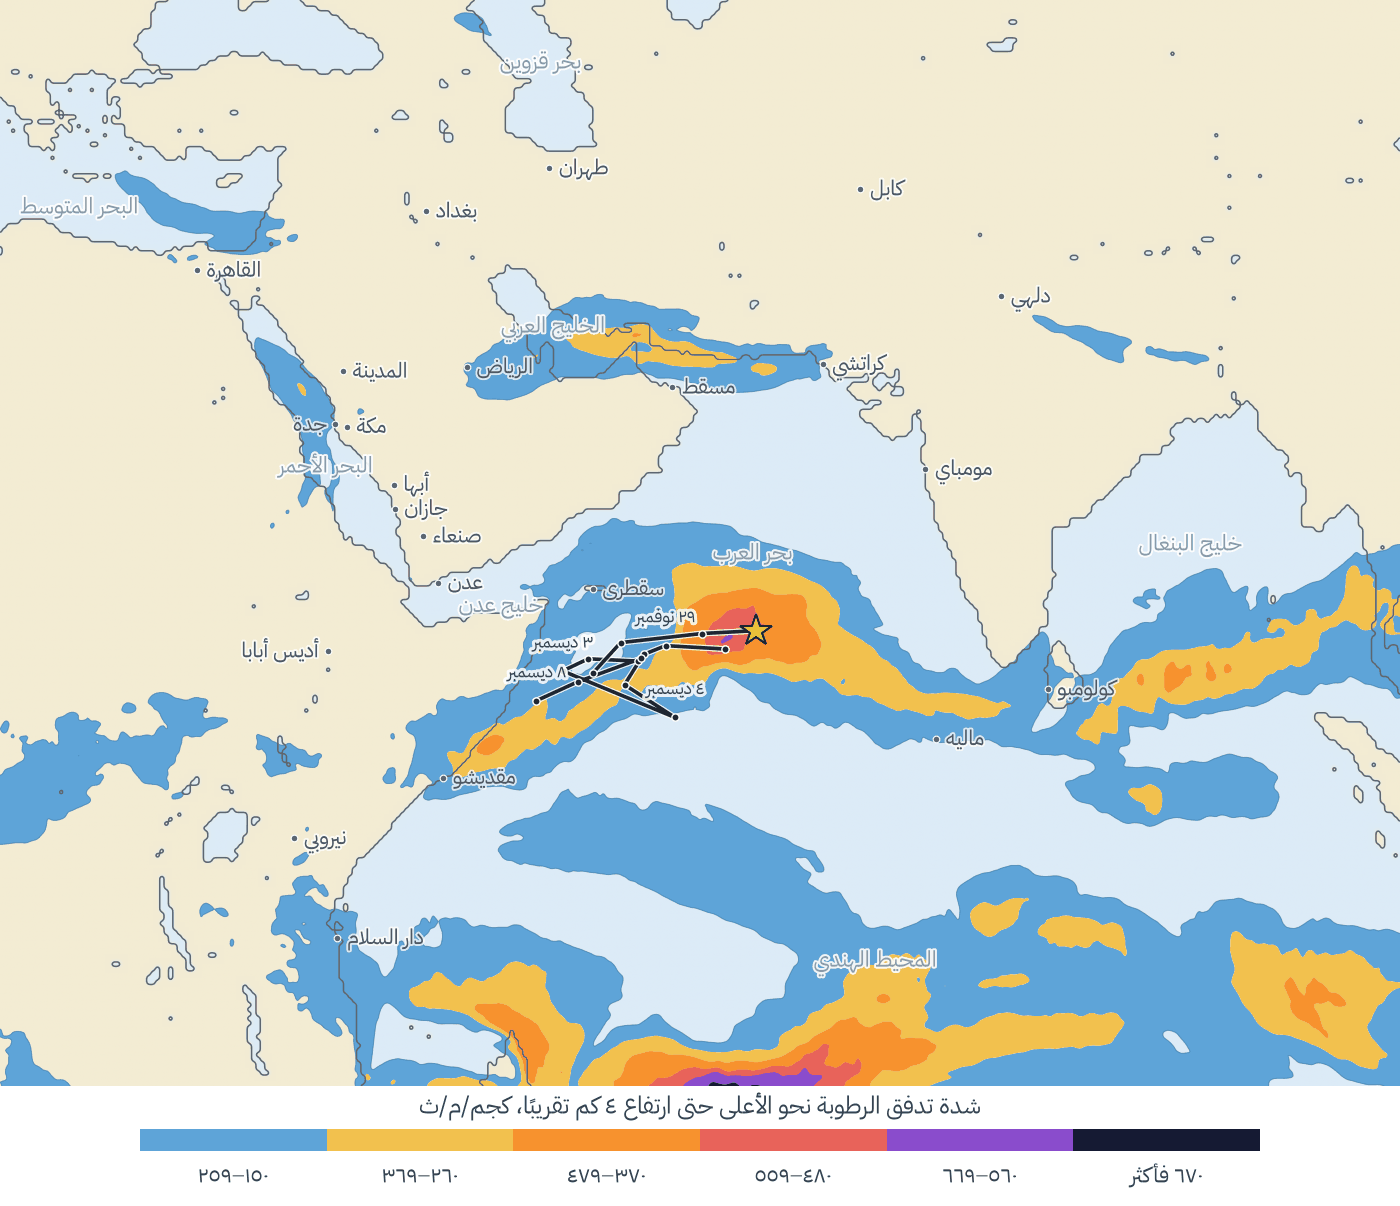 بحر قزوين
طهران
كابل
البحر المتوسط
بغداد
القاهرة
دلهي
الخليج العربي
الرياض
كراتشي
المدينة
مسقط
جدة
مكة
البحر الأحمر
مومباي
أبها
جازان
صنعاء
خليج البنغال
بحر العرب
عدن
سقطرى
خليج عدن
٢٩ نوفمبر
٣ ديسمبر
أديس أبابا
٨ ديسمبر
٤ ديسمبر
كولومبو
ماليه
مقديشو
نيروبي
دار السلام
المحيط الهندي
شدة تدفق الرطوبة نحو الأعلى حتى ارتفاع ٤ كم تقريبًا، كجم/م/ث
١٥٠–٢٥٩
٢٦٠–٣٦٩
٣٧٠–٤٧٩
٤٨٠–٥٥٩
٥٦٠–٦٦٩
٦٧٠ فأكثر